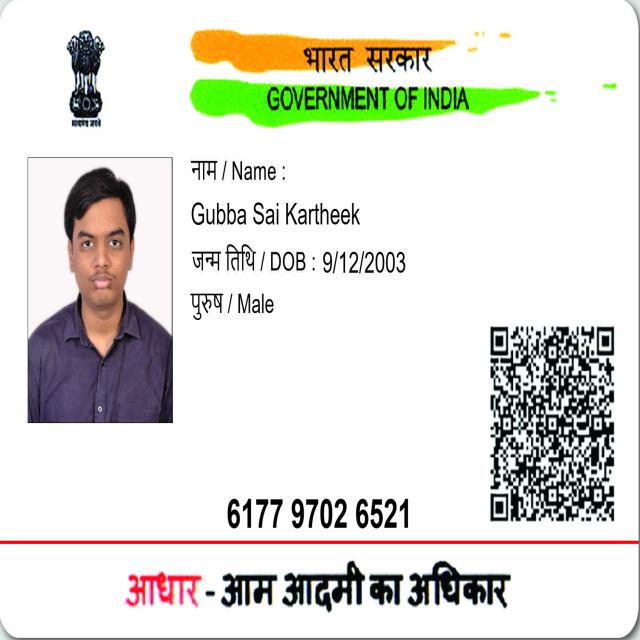 भारत सरकार
GOVERNMENT OF INDIA
सत्यमेव जयते
नाम / Name :
Gubba Sai Kartheek
जन्म तिथि / DOB : 9/12/2003
पुरुष / Male
6177 9702 6521
आधार - आम आदमी का अधिकार